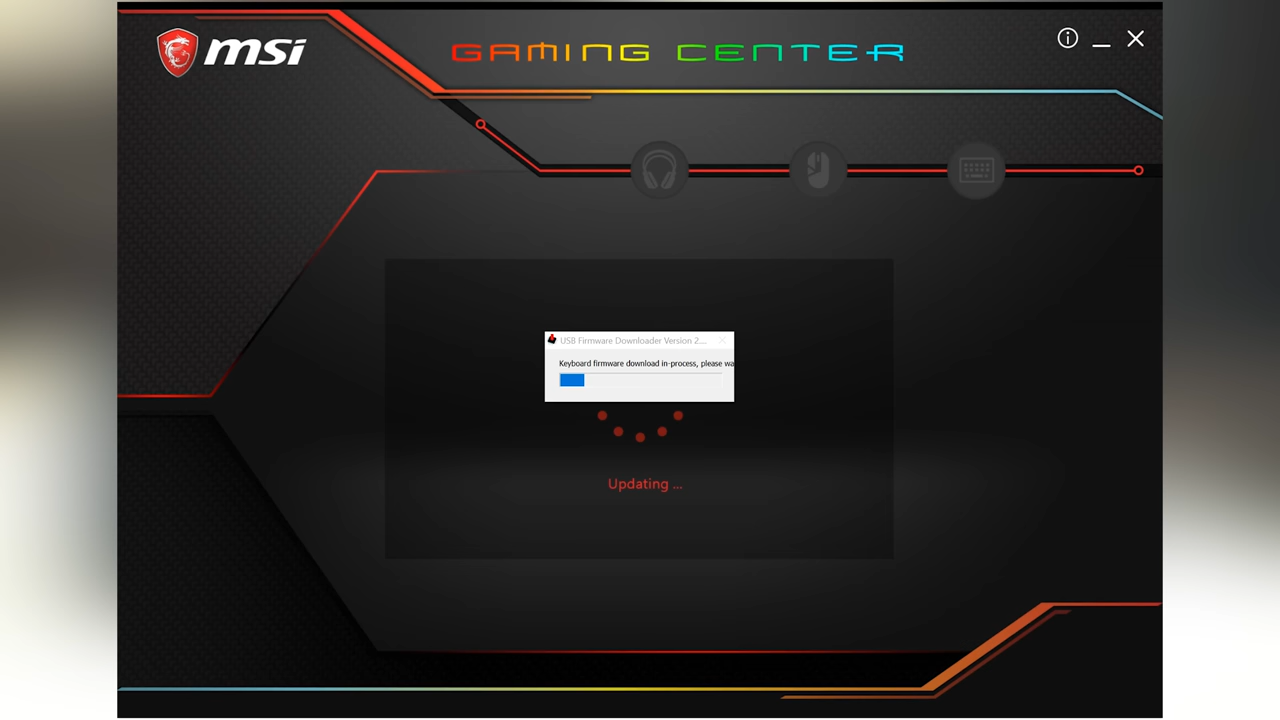 msi
GAMING CENTER
USB Firmware Downloader Version 2....
Keyboard firmware download in-process, please wa
Updating ...